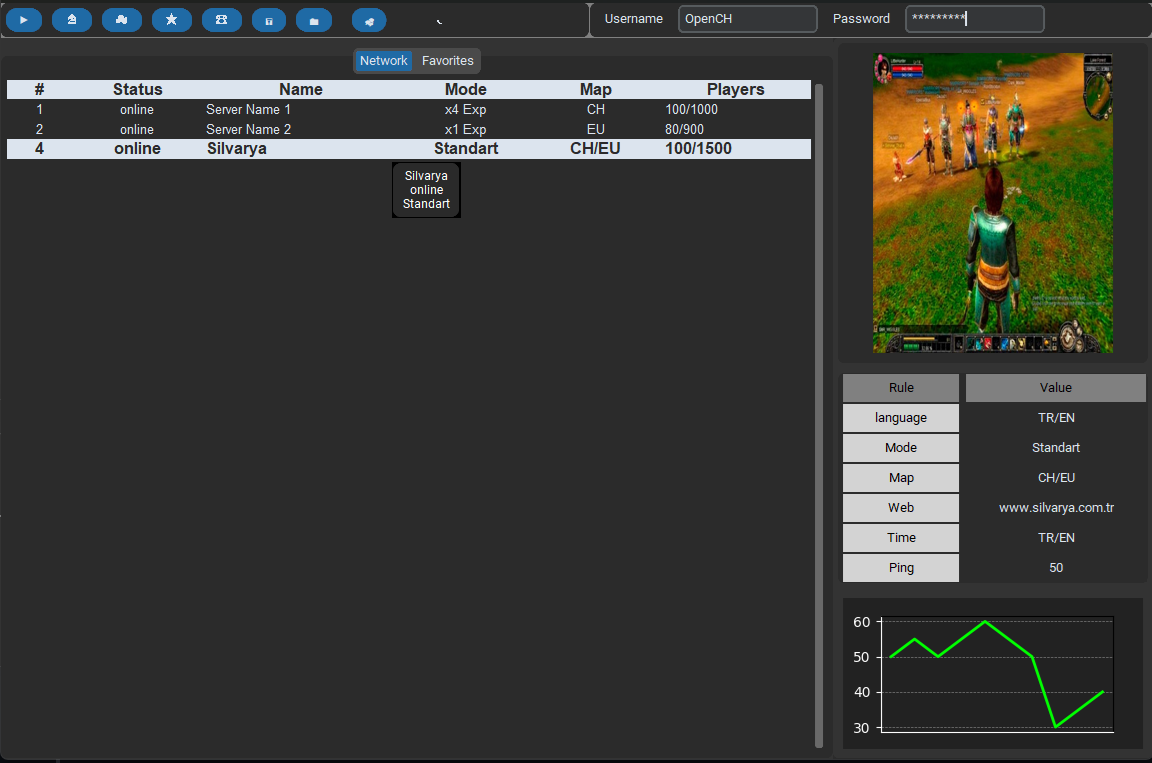 Username OpenCH Password *********
Network Favorites
# Status Name Mode Map Players
1 online Server Name 1 x4 Exp CH 100/1000
2 online Server Name 2 x1 Exp EU 80/900
4 online Silvarya Standart CH/EU 100/1500
Silvarya
online
Standart
Rule Value
language TR/EN
Mode Standart
Map CH/EU
Web www.silvarya.com.tr
Time TR/EN
Ping 50
60
50
40
30